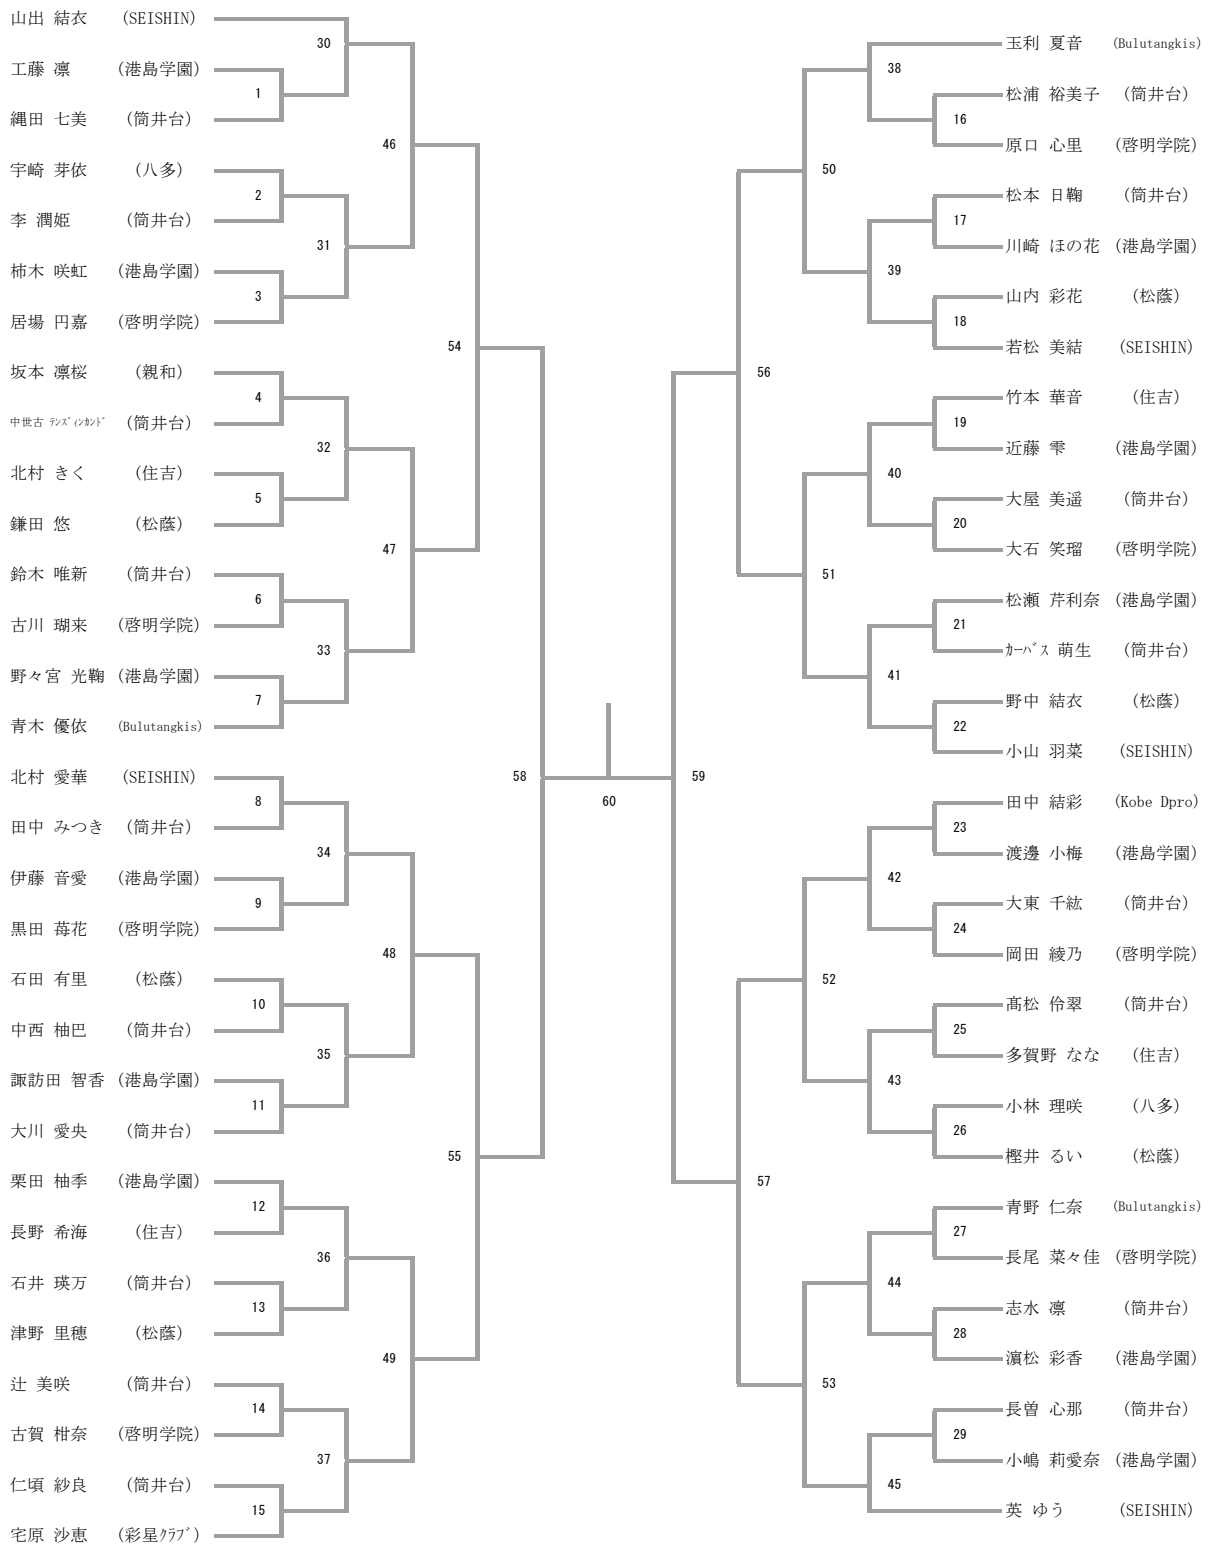 山出 結衣 (SEISHIN)
工藤 凛 (港島学園)
縄田 七美 (筒井台)
宇崎 芽依 (八多)
李 潤姫 (筒井台)
柿木 咲虹 (港島学園)
居場 円嘉 (啓明学院)
坂本 凛桜 (親和)
中世古 ﾃﾝｽﾞｨﾝｶﾝﾄﾞ (筒井台)
北村 きく (住吉)
鎌田 悠 (松蔭)
鈴木 唯新 (筒井台)
古川 瑚来 (啓明学院)
野々宮 光鞠 (港島学園)
青木 優依 (Bulutangkis)
北村 愛華 (SEISHIN)
田中 みつき (筒井台)
伊藤 音愛 (港島学園)
黒田 苺花 (啓明学院)
石田 有里 (松蔭)
中西 柚巴 (筒井台)
諏訪田 智香 (港島学園)
大川 愛央 (筒井台)
栗田 柚季 (港島学園)
長野 希海 (住吉)
石井 瑛万 (筒井台)
津野 里穂 (松蔭)
辻 美咲 (筒井台)
古賀 柑奈 (啓明学院)
仁頃 紗良 (筒井台)
宅原 沙恵 (彩星ｸﾗﾌﾞ)
1
2
3
4
5
6
7
8
9
10
11
12
13
14
15
30
31
32
33
34
35
36
37
46
47
48
49
54
55
58
60
59
56
57
50
51
52
53
38
39
40
41
42
43
44
45
16
17
18
19
20
21
22
23
24
25
26
27
28
29
玉利 夏音 (Bulutangkis)
松浦 裕美子 (筒井台)
原口 心里 (啓明学院)
松本 日鞠 (筒井台)
川崎 ほの花 (港島学園)
山内 彩花 (松蔭)
若松 美結 (SEISHIN)
竹本 華音 (住吉)
近藤 雫 (港島学園)
大屋 美遥 (筒井台)
大石 笑瑠 (啓明学院)
松瀬 芹利奈 (港島学園)
ｶｰﾊﾞｽ 萌生 (筒井台)
野中 結衣 (松蔭)
小山 羽菜 (SEISHIN)
田中 結彩 (Kobe Dpro)
渡邊 小梅 (港島学園)
大東 千紘 (筒井台)
岡田 綾乃 (啓明学院)
髙松 伶翠 (筒井台)
多賀野 なな (住吉)
小林 理咲 (八多)
樫井 るい (松蔭)
青野 仁奈 (Bulutangkis)
長尾 菜々佳 (啓明学院)
志水 凛 (筒井台)
濵松 彩香 (港島学園)
長曽 心那 (筒井台)
小嶋 莉愛奈 (港島学園)
英 ゆう (SEISHIN)